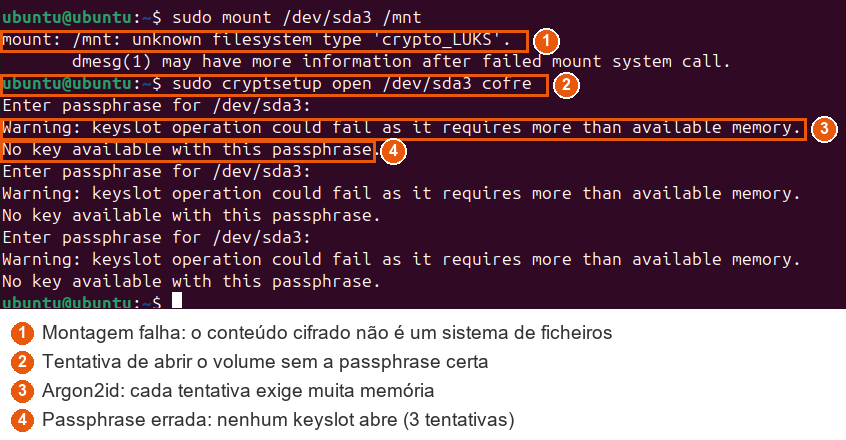 ubuntu@ubuntu:~$ sudo mount /dev/sda3 /mnt
mount: /mnt: unknown filesystem type 'crypto_LUKS'. 1
dmesg(1) may have more information after failed mount system call.
ubuntu@ubuntu:~$ sudo cryptsetup open /dev/sda3 cofre 2
Enter passphrase for /dev/sda3:
Warning: keyslot operation could fail as it requires more than available memory. 3
No key available with this passphrase. 4
Enter passphrase for /dev/sda3:
Warning: keyslot operation could fail as it requires more than available memory.
No key available with this passphrase.
Enter passphrase for /dev/sda3:
Warning: keyslot operation could fail as it requires more than available memory.
No key available with this passphrase.
ubuntu@ubuntu:~$
1 Montagem falha: o conteúdo cifrado não é um sistema de ficheiros
2 Tentativa de abrir o volume sem a passphrase certa
3 Argon2id: cada tentativa exige muita memória
4 Passphrase errada: nenhum keyslot abre (3 tentativas)